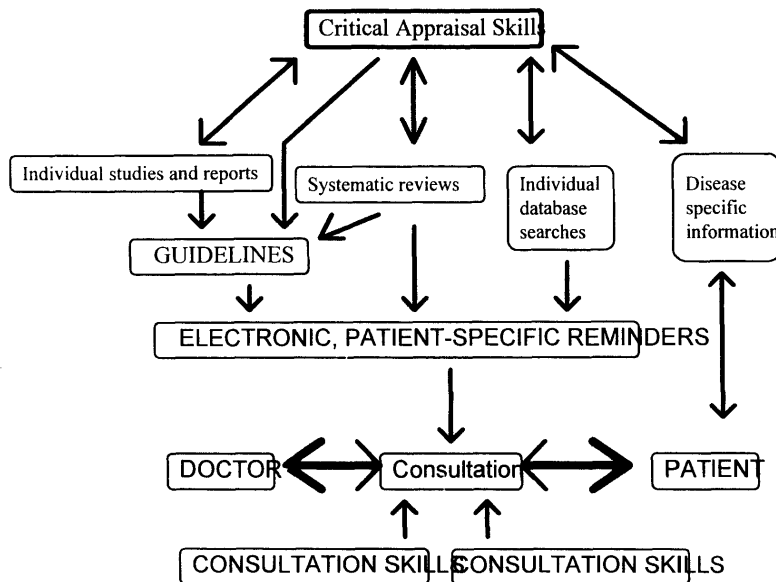 Critical Appraisal Skills
Individual studies and reports
Systematic reviews
Individual
database
searches
Disease
specific
information
GUIDELINES
ELECTRONIC, PATIENT-SPECIFIC REMINDERS
DOCTOR
Consultation
PATIENT
CONSULTATION SKILLS
CONSULTATION SKILLS